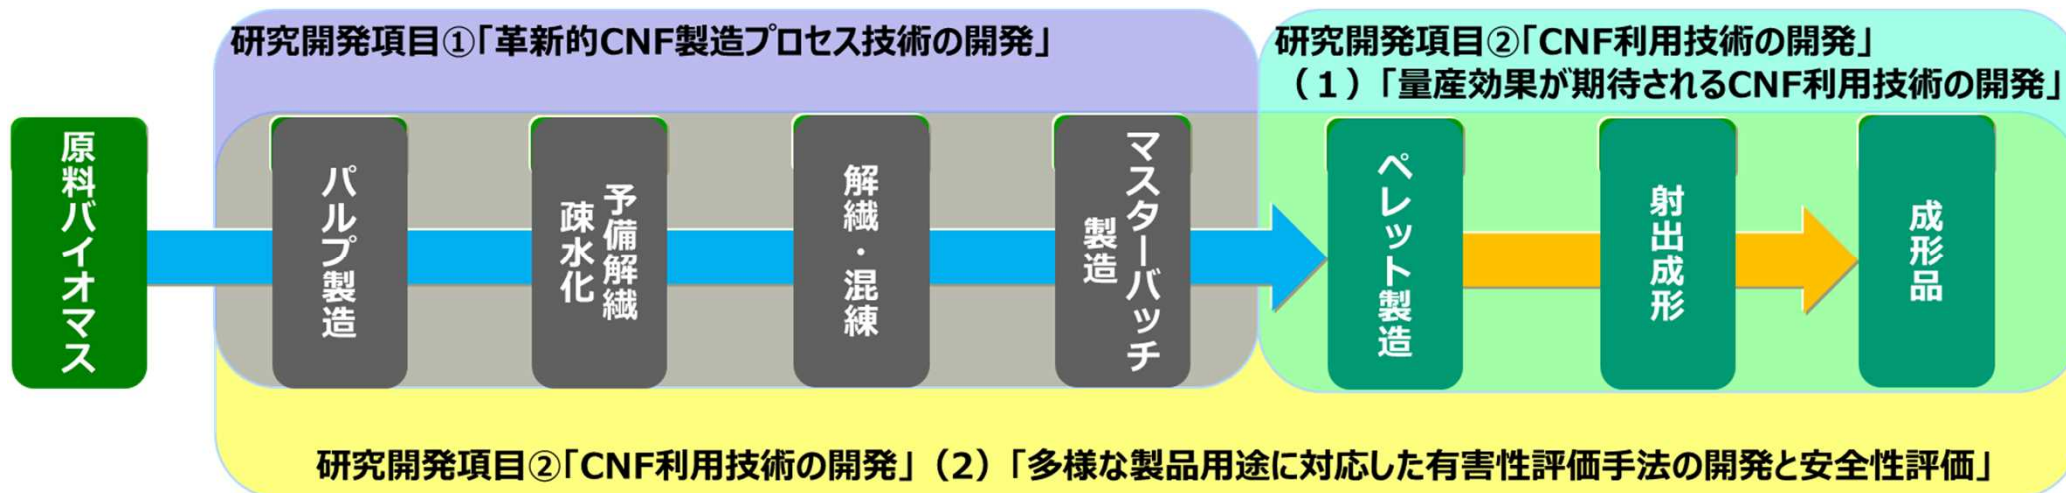 研究開発項目①「革新的CNF製造プロセス技術の開発」
研究開発項目②「CNF利用技術の開発」
（１）「量産効果が期待されるCNF利用技術の開発」
原料バイオマス
パルプ製造
予備解繊
疎水化
解繊・混練
マスターバッチ
製造
ペレット製造
射出成形
成形品
研究開発項目②「CNF利用技術の開発」（2）「多様な製品用途に対応した有害性評価手法の開発と安全性評価」